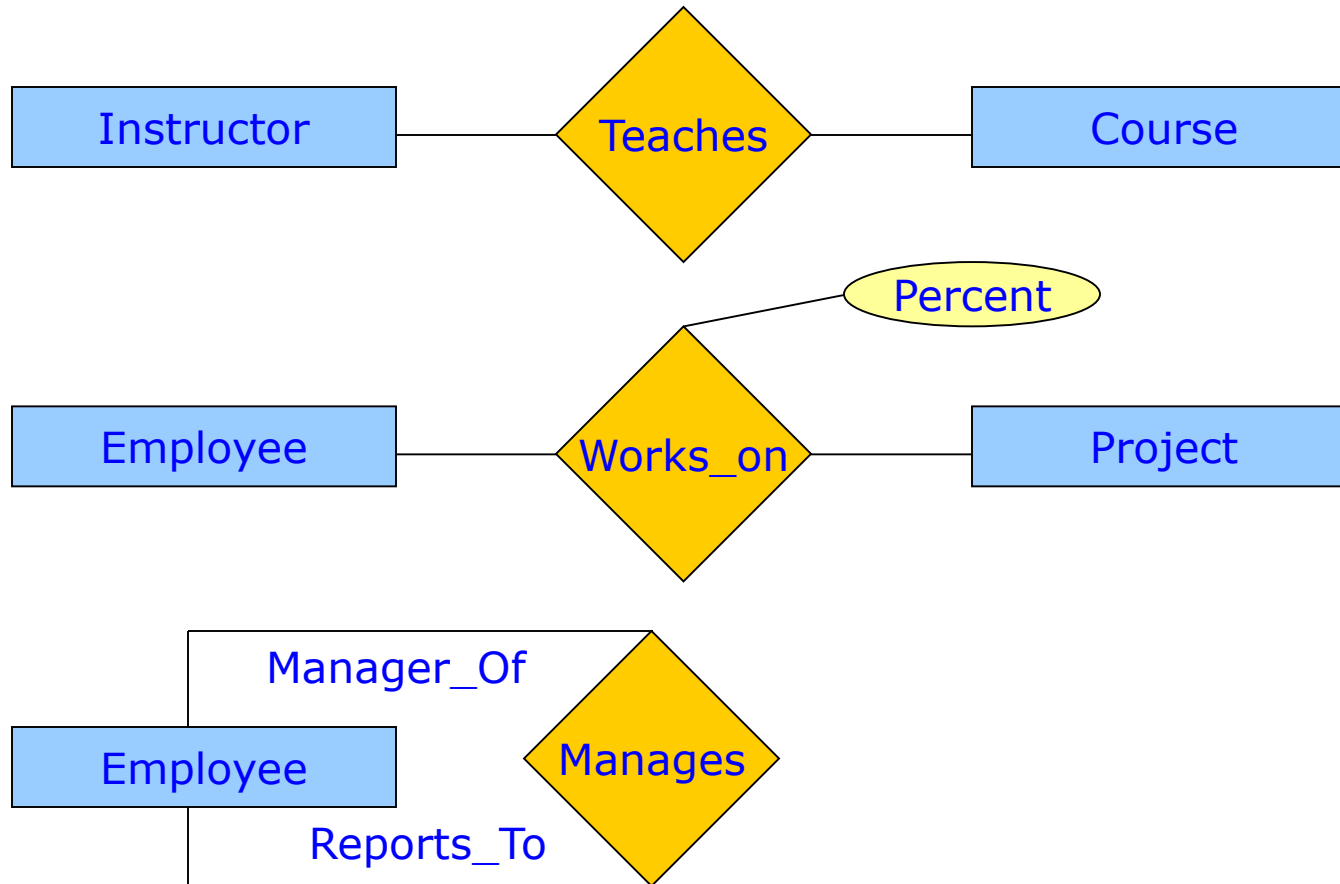 Instructor
Teaches
Course
Percent
Employee
Works_on
Project
Manager_Of
Employee
Manages
Reports_To